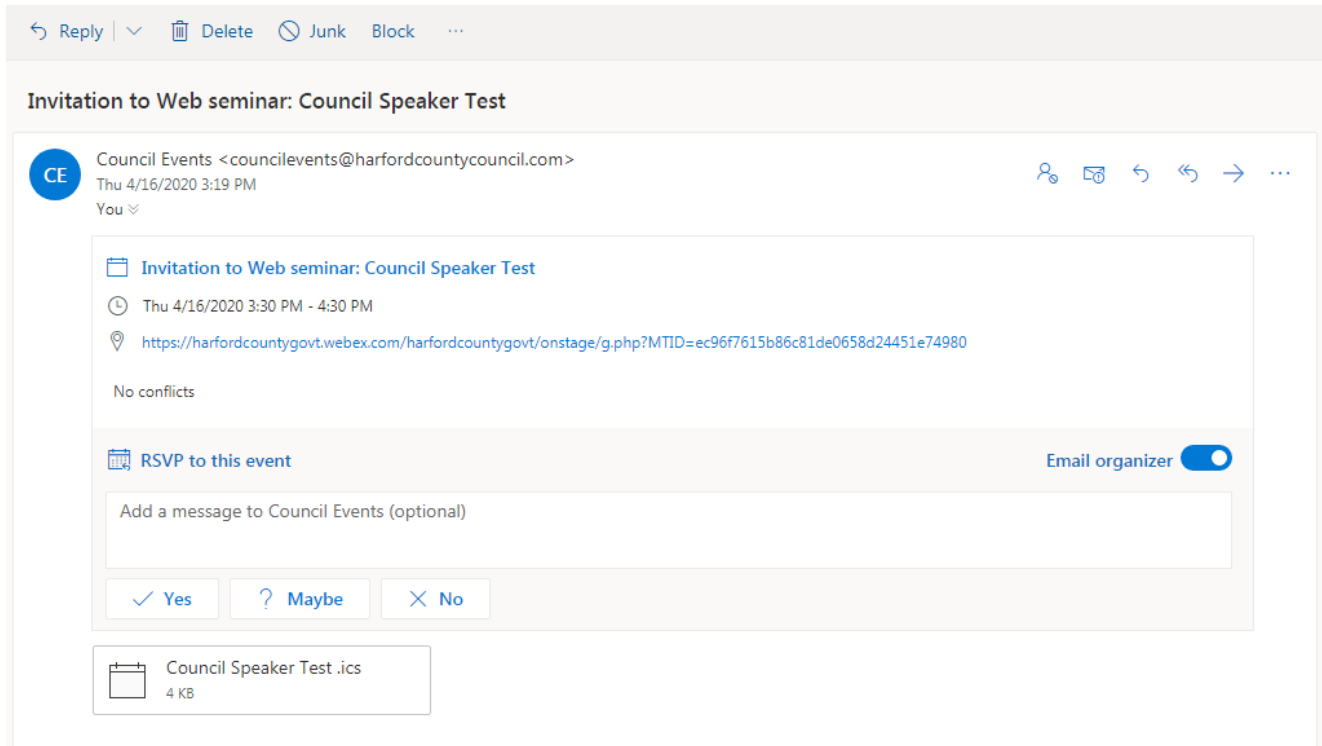 Reply Delete Junk Block ...
Invitation to Web seminar: Council Speaker Test
CE
Council Events <councilevents@harfordcountycouncil.com>
Thu 4/16/2020 3:19 PM
You
Invitation to Web seminar: Council Speaker Test
Thu 4/16/2020 3:30 PM - 4:30 PM
https://harfordcountygovt.webex.com/harfordcountygovt/onstage/g.php?MTID=ec96f7615b86c81de0658d24451e74980
No conflicts
RSVP to this event Email organizer
Add a message to Council Events (optional)
Yes ? Maybe No
Council Speaker Test .ics
4 KB